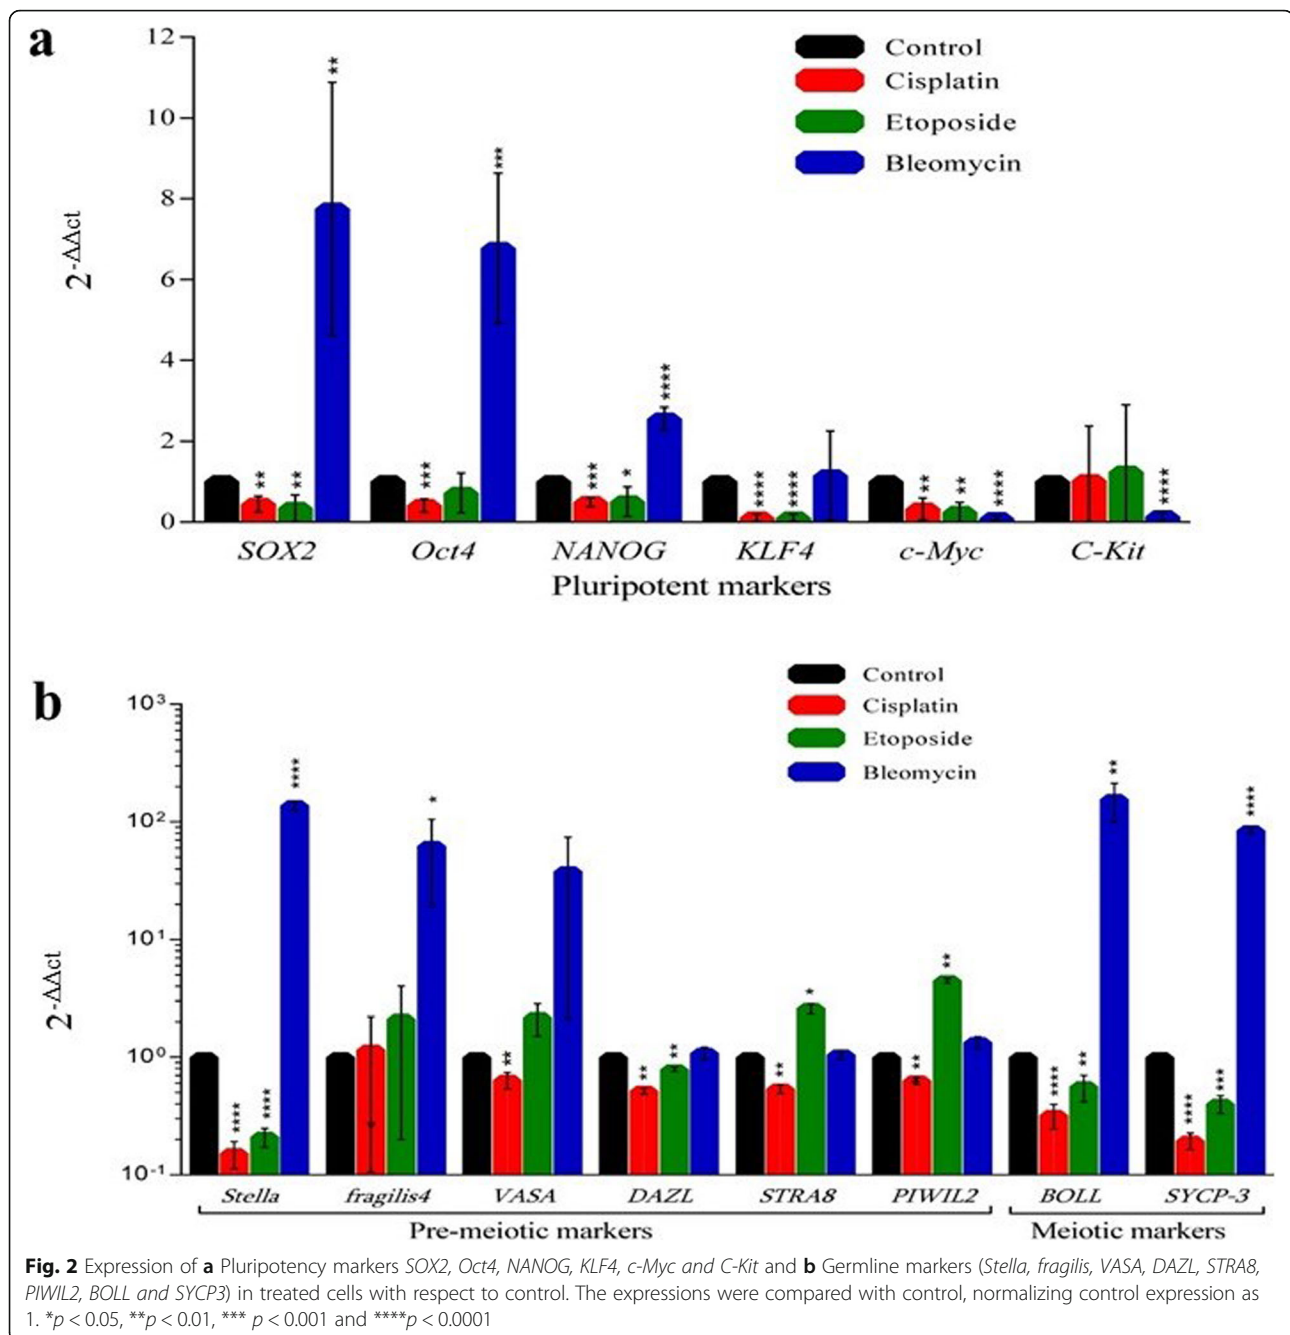 a
12
10
8
6
4
2
0
2-ΔΔct
Control
Cisplatin
Etoposide
Bleomycin
** ** **
*** ***
*** * ****
**** ****
** ** ****
****
SOX2 Oct4 NANOG KLF4 c-Myc C-Kit
Pluripotent markers
b
10³
10²
10¹
10⁰
10⁻¹
2-ΔΔct
Control
Cisplatin
Etoposide
Bleomycin
**** **** ****
*
**
** **
** *
** **
**** ** **
**** *** ****
Stella fragilis4 VASA DAZL STRA8 PIWIL2 BOLL SYCP-3
Pre-meiotic markers Meiotic markers
Fig. 2 Expression of a Pluripotency markers SOX2, Oct4, NANOG, KLF4, c-Myc and C-Kit and b Germline markers (Stella, fragilis, VASA, DAZL, STRA8,
PIWIL2, BOLL and SYCP3) in treated cells with respect to control. The expressions were compared with control, normalizing control expression as
1. *p < 0.05, **p < 0.01, *** p < 0.001 and ****p < 0.0001